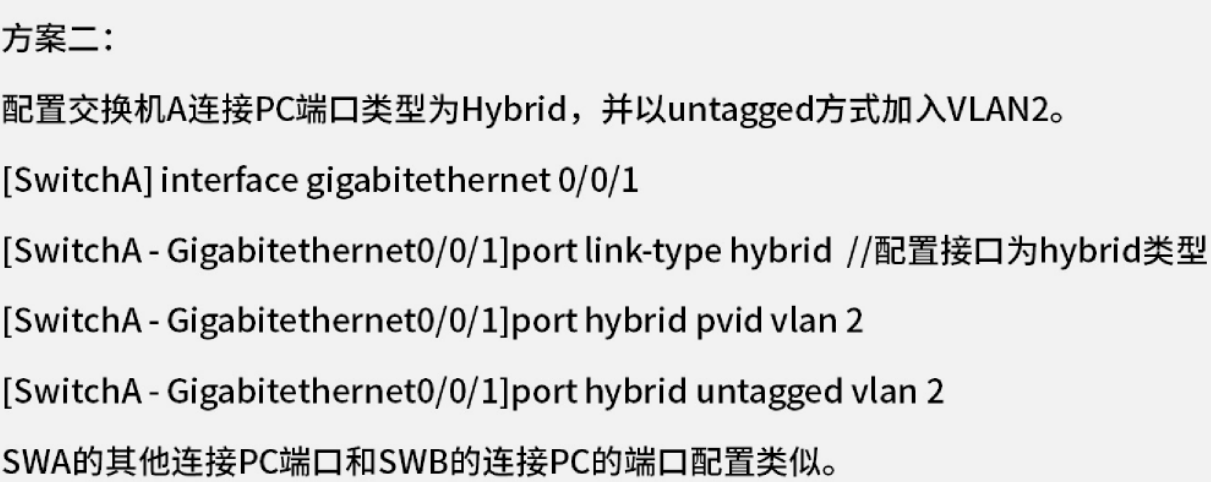 方案二：
配置交换机A连接PC端口类型为Hybrid，并以untagged方式加入VLAN2。
[SwitchA] interface gigabitethernet 0/0/1
[SwitchA - Gigabitethernet0/0/1]port link-type hybrid  //配置接口为hybrid类型
[SwitchA - Gigabitethernet0/0/1]port hybrid pvid vlan 2
[SwitchA - Gigabitethernet0/0/1]port hybrid untagged vlan 2
SWA的其他连接PC端口和SWB的连接PC的端口配置类似。